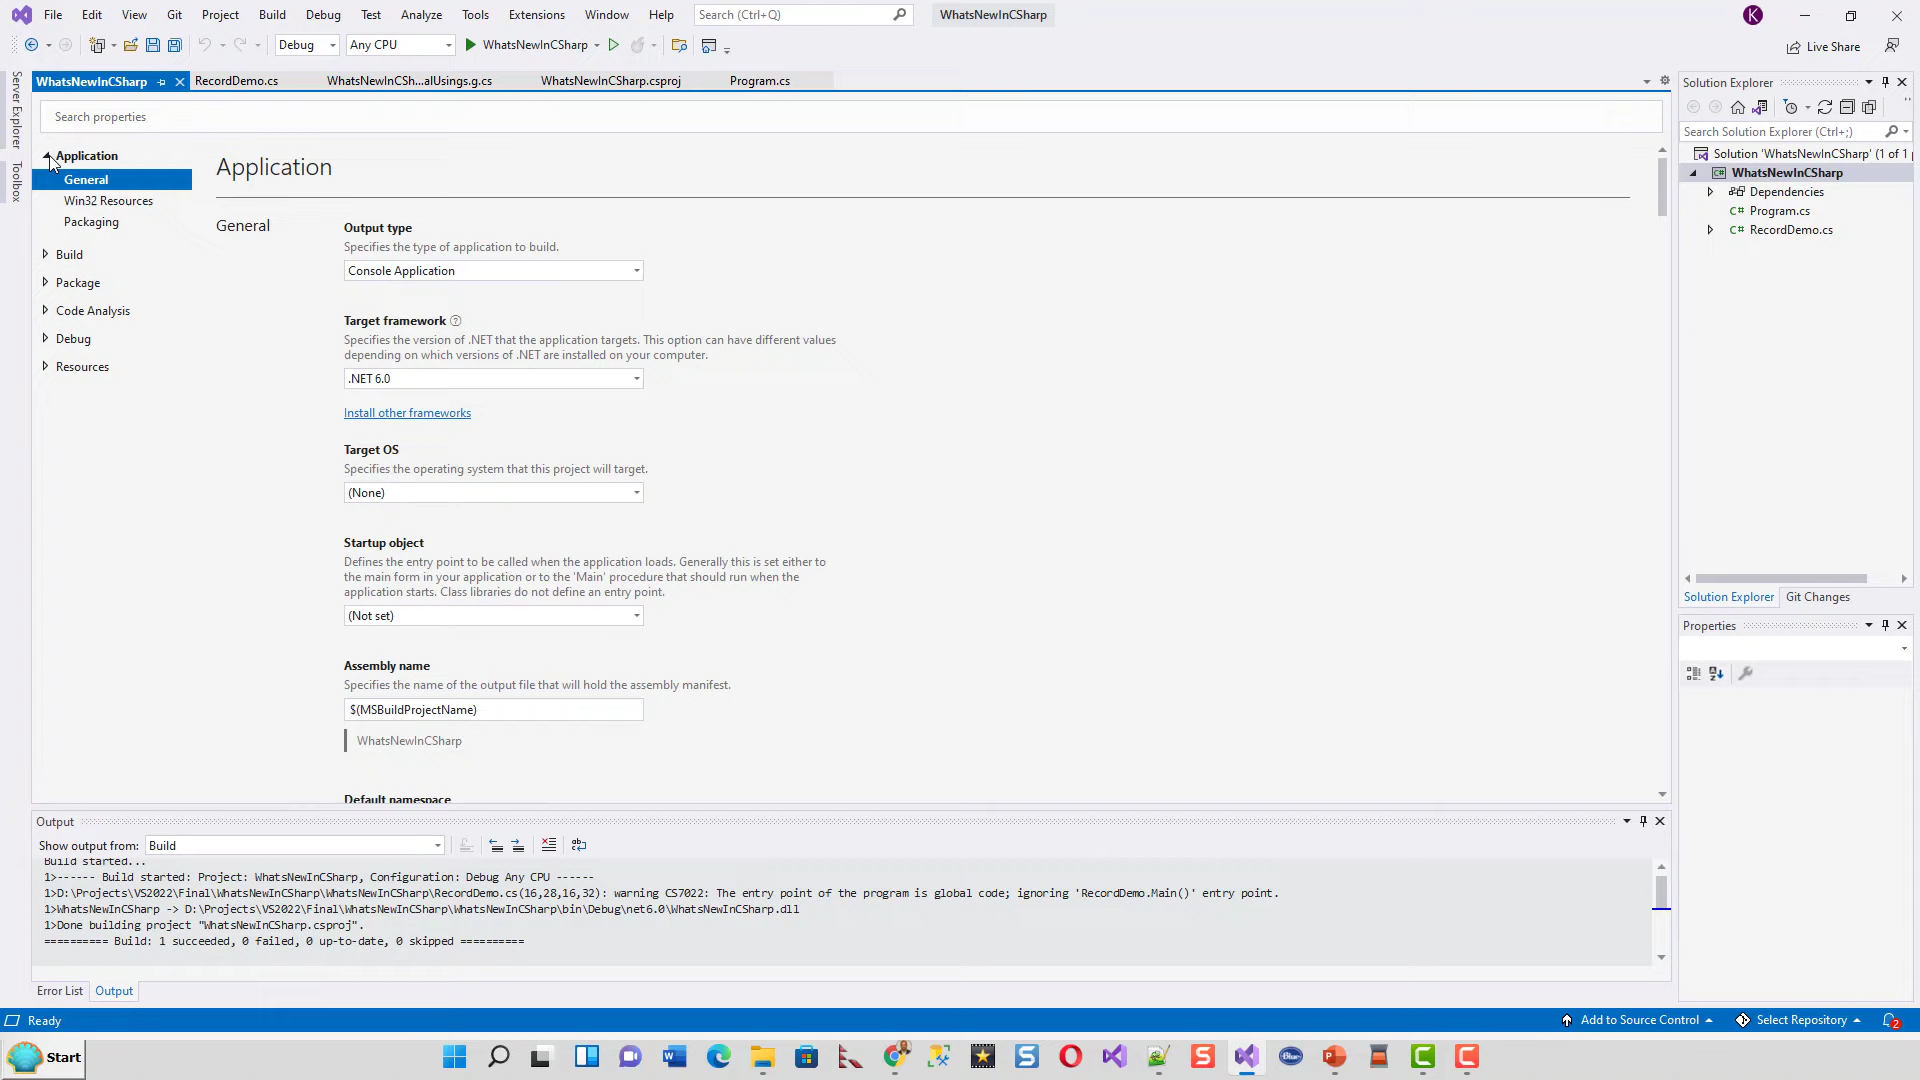 File Edit View Git Project Build Debug Test Analyze Tools Extensions Window Help Search (Ctrl+Q) WhatsNewInCSharp K
Debug Any CPU WhatsNewInCSharp Live Share
WhatsNewInCSharp RecordDemo.cs WhatsNewInCSh...alUsings.g.cs WhatsNewInCSharp.csproj Program.cs
Server Explorer
Toolbox
Search properties
Application
General
Win32 Resources
Packaging
Build
Package
Code Analysis
Debug
Resources
Application
General
Output type
Specifies the type of application to build.
Console Application
Target framework
Specifies the version of .NET that the application targets. This option can have different values
depending on which versions of .NET are installed on your computer.
.NET 6.0
Install other frameworks
Target OS
Specifies the operating system that this project will target.
(None)
Startup object
Defines the entry point to be called when the application loads. Generally this is set either to
the main form in your application or to the 'Main' procedure that should run when the
application starts. Class libraries do not define an entry point.
(Not set)
Assembly name
Specifies the name of the output file that will hold the assembly manifest.
$(MSBuildProjectName)
WhatsNewInCSharp
Default namespace
Solution Explorer
Search Solution Explorer (Ctrl+;)
Solution 'WhatsNewInCSharp' (1 of 1
WhatsNewInCSharp
Dependencies
C# Program.cs
C# RecordDemo.cs
Solution Explorer Git Changes
Properties
Output
Show output from: Build
Build started...
1>------ Build started: Project: WhatsNewInCSharp, Configuration: Debug Any CPU ------
1>D:\Projects\VS2022\Final\WhatsNewInCSharp\WhatsNewInCSharp\RecordDemo.cs(16,28,16,32): warning CS7022: The entry point of the program is global code; ignoring 'RecordDemo.Main()' entry point.
1>WhatsNewInCSharp -> D:\Projects\VS2022\Final\WhatsNewInCSharp\WhatsNewInCSharp\bin\Debug\net6.0\WhatsNewInCSharp.dll
1>Done building project "WhatsNewInCSharp.csproj".
========== Build: 1 succeeded, 0 failed, 0 up-to-date, 0 skipped ==========
Error List Output
Ready Add to Source Control Select Repository 2
Start